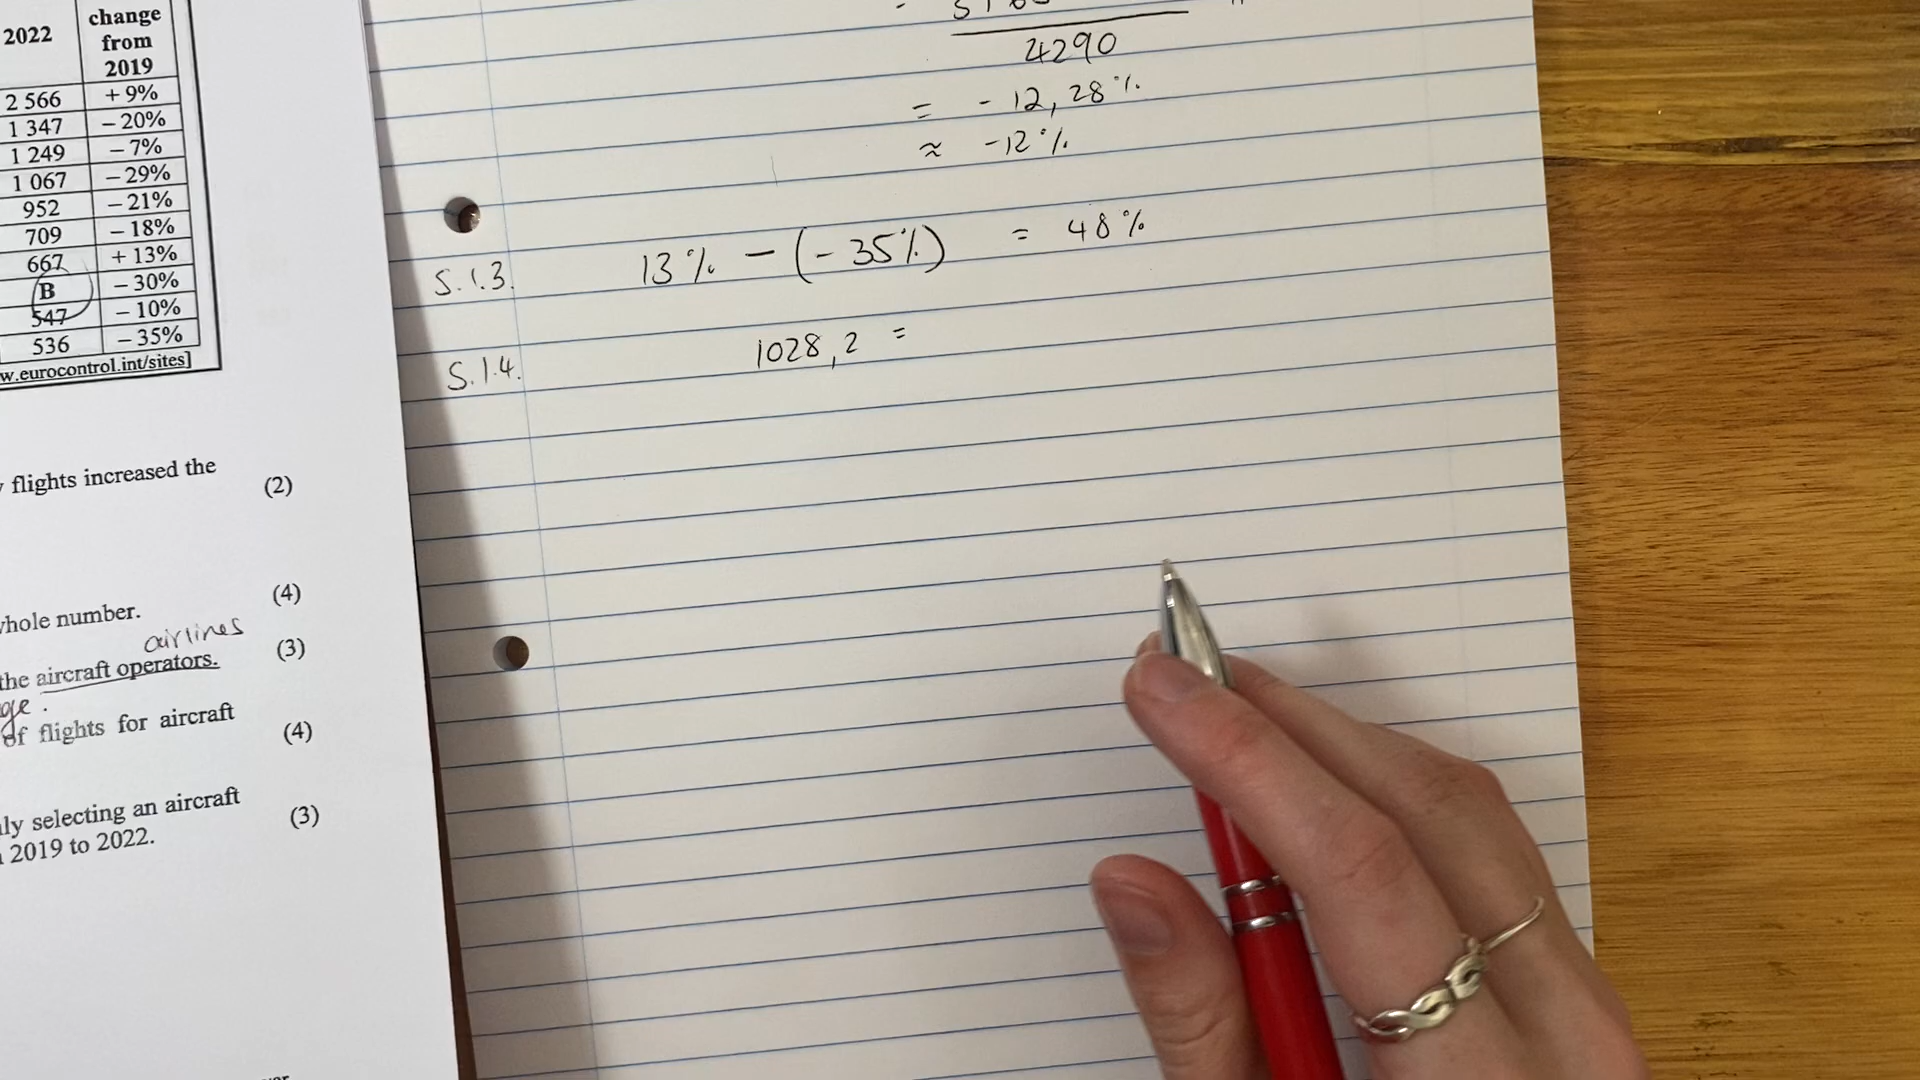 2022 change from 2019
2 566 + 9%
1 347 – 20%
1 249 – 7%
1 067 – 29%
952 – 21%
709 – 18%
667 + 13%
B – 30%
547 – 10%
536 – 35%
w.eurocontrol.int/sites]
flights increased the (2)
whole number. (4)
airlines
the aircraft operators. (3)
ge.
of flights for aircraft (4)
selecting an aircraft (3)
2019 to 2022.
4290
= - 12,28%
≈ -12%
5.1.3. 13% - (-35%) = 48%
5.1.4. 1028,2 =